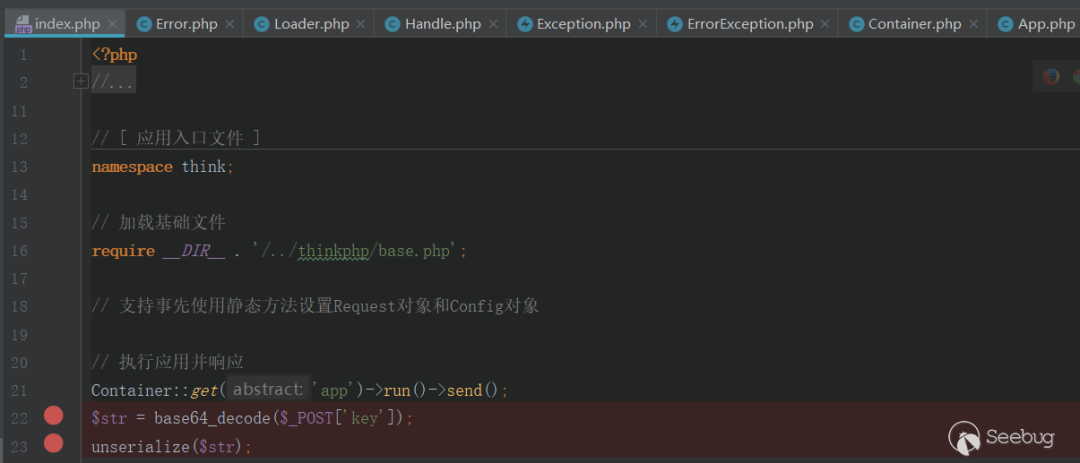 index.php Error.php Loader.php Handle.php Exception.php ErrorException.php Container.php App.php
1 <?php
2 //...
11
12 // [ 应用入口文件 ]
13 namespace think;
14
15 // 加载基础文件
16 require __DIR__ . '/../thinkphp/base.php';
17
18 // 支持事先使用静态方法设置Request对象和Config对象
19
20 // 执行应用并响应
21 Container::get( abstract: 'app')->run()->send();
22 $str = base64_decode($_POST['key']);
23 unserialize($str);
Seebug